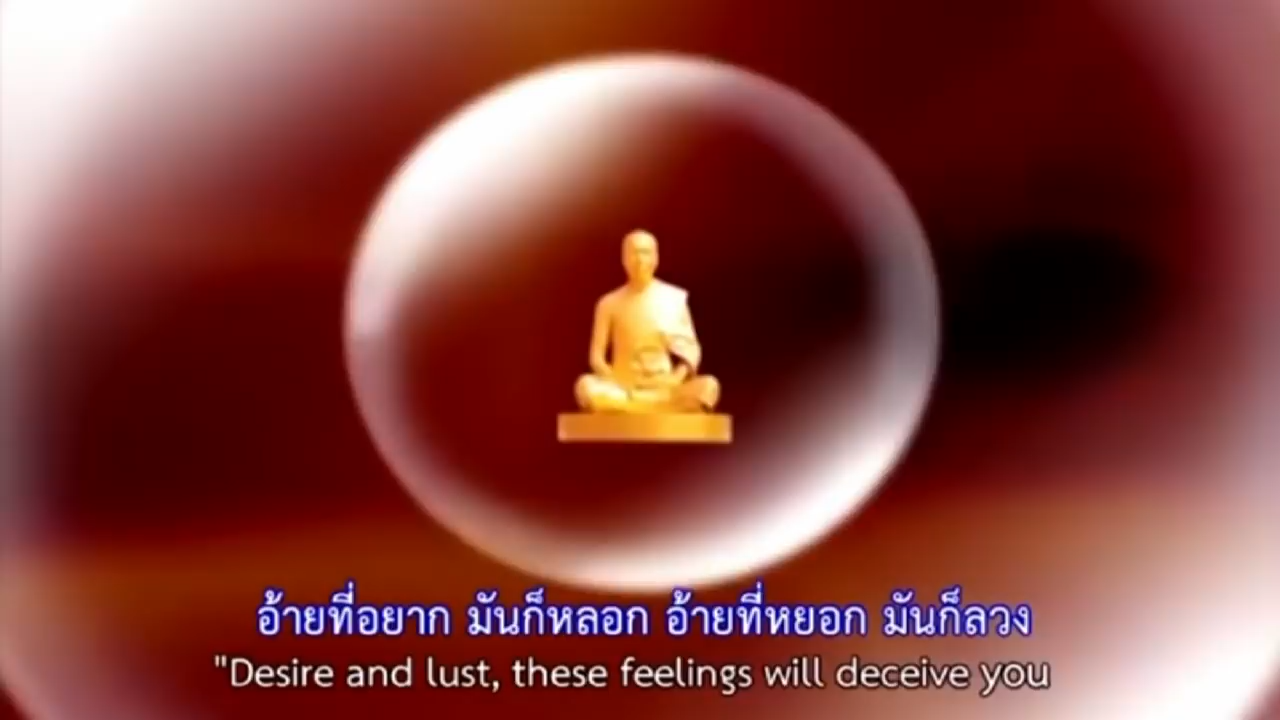 อ้ายที่อยาก มันก็หลอก อ้ายที่หยอก มันก็ลวง
"Desire and lust, these feelings will deceive you